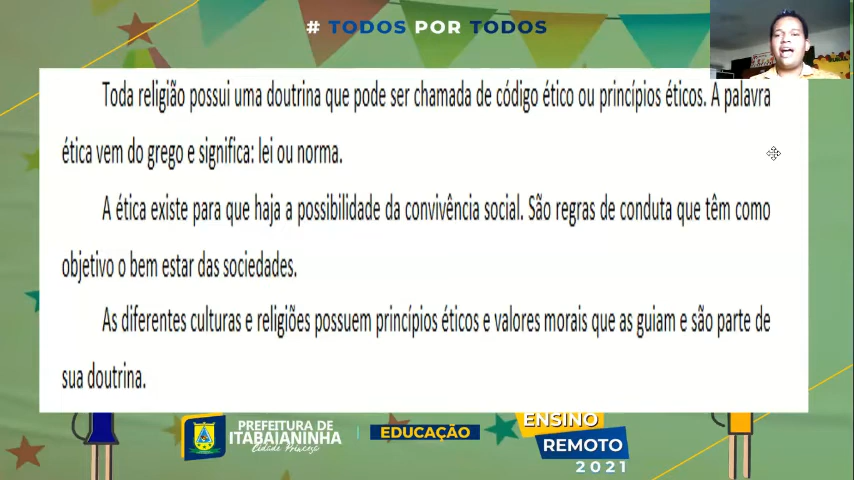 # TODOS POR TODOS
Toda religião possui uma doutrina que pode ser chamada de código ético ou princípios éticos. A palavra
ética vem do grego e significa: lei ou norma.
A ética existe para que haja a possibilidade da convivência social. São regras de conduta que têm como
objetivo o bem estar das sociedades.
As diferentes culturas e religiões possuem princípios éticos e valores morais que as guiam e são parte de
sua doutrina.
PREFEITURA DE
ITABAIANINHA
Cidade Princesa
EDUCAÇÃO
ENSINO
REMOTO
2021